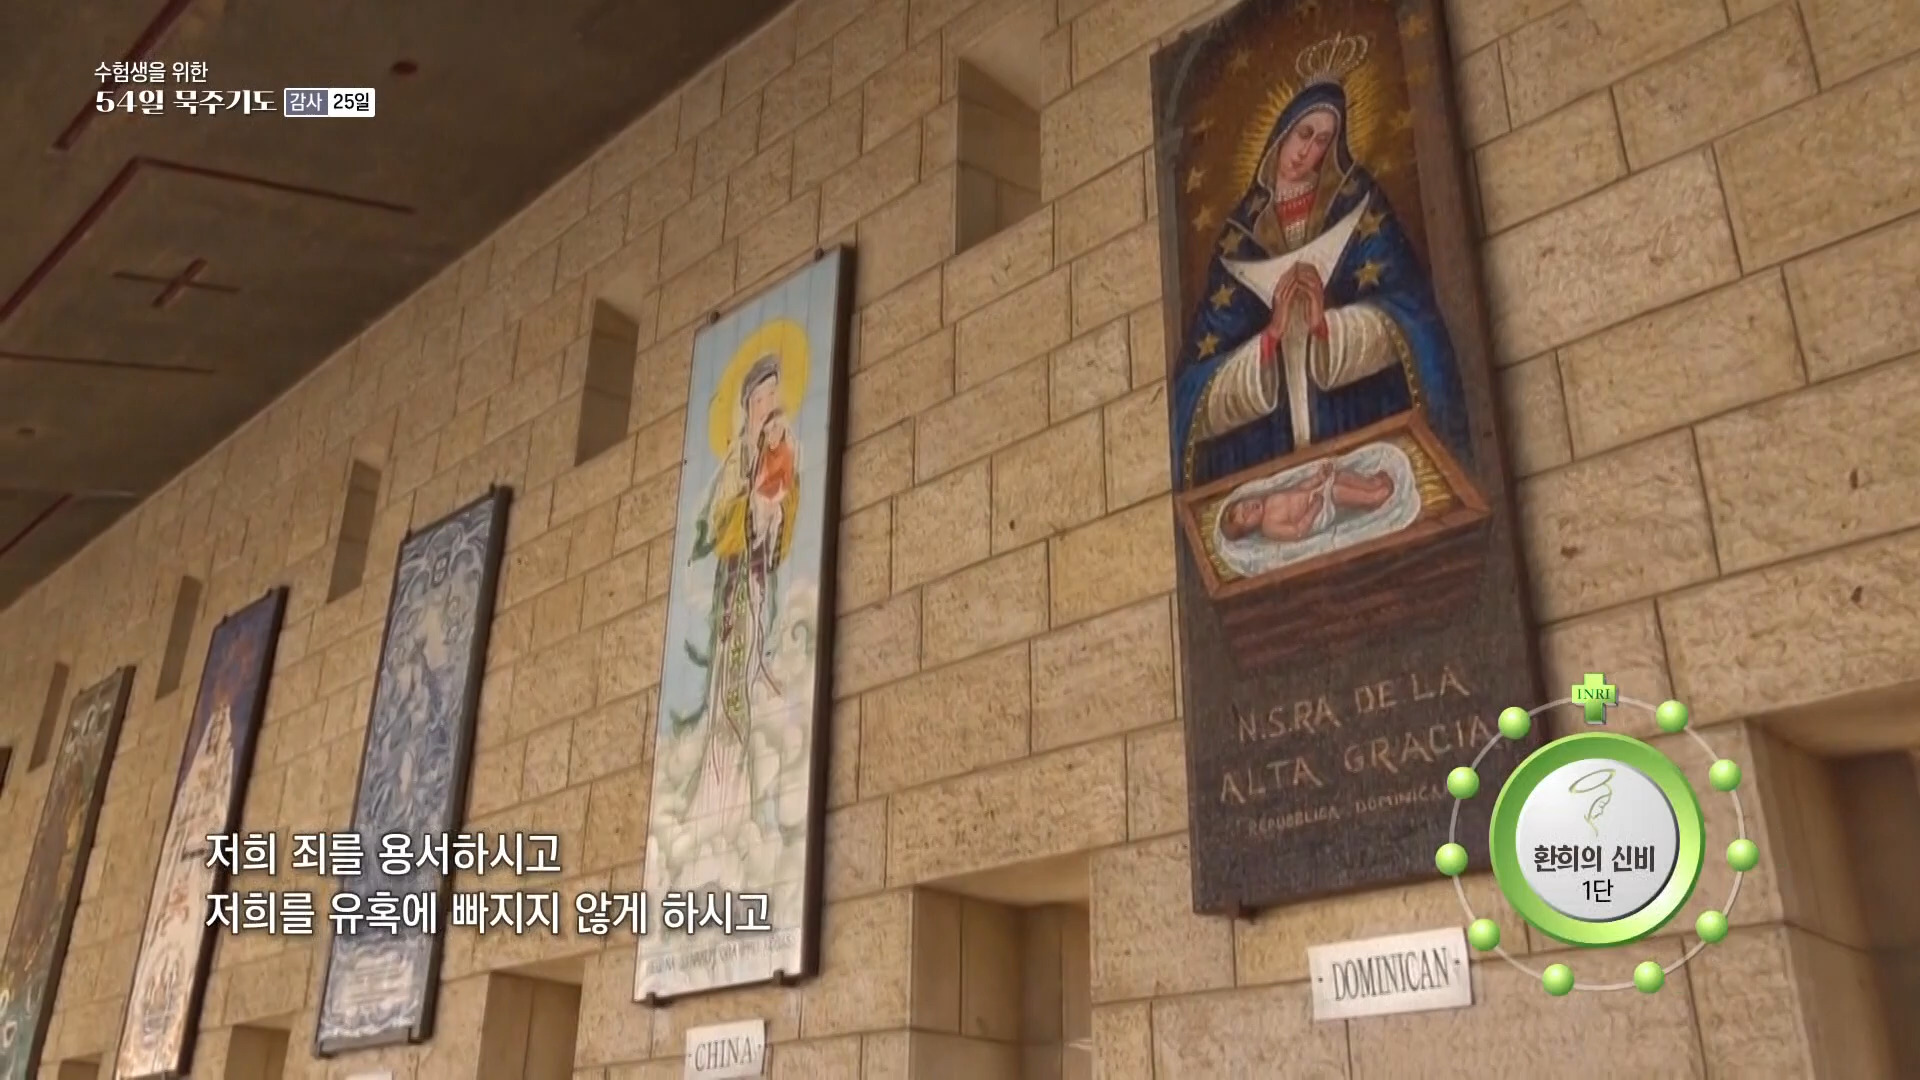 수험생을 위한
54일 묵주기도 감사 25일
N.S.RA DE LA
ALTA GRACIA
REPUBBLICA DOMINICA
INRI
환희의 신비
1단
저희 죄를 용서하시고
저희를 유혹에 빠지지 않게 하시고
· DOMINICAN ·
· CHINA ·